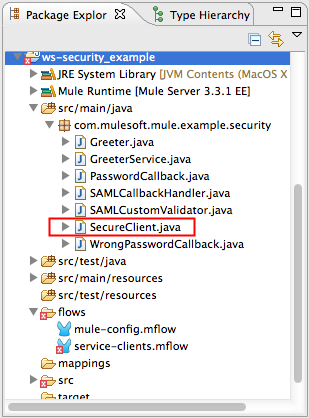 Package Explor
Type Hierarchy
ws-security_example
JRE System Library [JVM Contents (MacOS X
Mule Runtime [Mule Server 3.3.1 EE]
src/main/java
com.mulesoft.mule.example.security
Greeter.java
GreeterService.java
PasswordCallback.java
SAMLCallbackHandler.java
SAMLCustomValidator.java
SecureClient.java
WrongPasswordCallback.java
src/test/java
src/main/resources
src/test/resources
flows
mule-config.mflow
service-clients.mflow
mappings
src
target